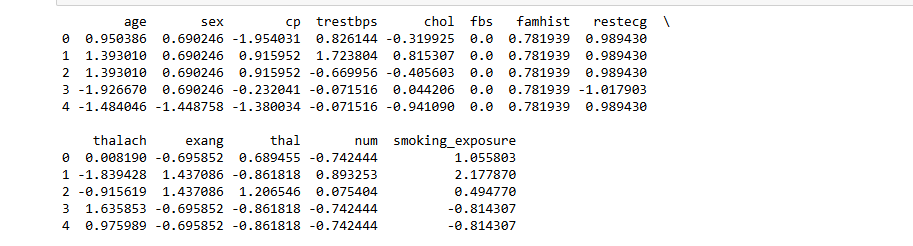 age sex cp trestbps chol fbs famhist restecg \
0 0.950386 0.690246 -1.954031 0.826144 -0.319925 0.0 0.781939 0.989430
1 1.393010 0.690246 0.915952 1.723804 0.815307 0.0 0.781939 0.989430
2 1.393010 0.690246 0.915952 -0.669956 -0.405603 0.0 0.781939 0.989430
3 -1.926670 0.690246 -0.232041 -0.071516 0.044206 0.0 0.781939 -1.017903
4 -1.484046 -1.448758 -1.380034 -0.071516 -0.941090 0.0 0.781939 0.989430
thalach exang thal num smoking_exposure
0 0.008190 -0.695852 0.689455 -0.742444 1.055803
1 -1.839428 1.437086 -0.861818 0.893253 2.177870
2 -0.915619 1.437086 1.206546 0.075404 0.494770
3 1.635853 -0.695852 -0.861818 -0.742444 -0.814307
4 0.975989 -0.695852 -0.861818 -0.742444 -0.814307